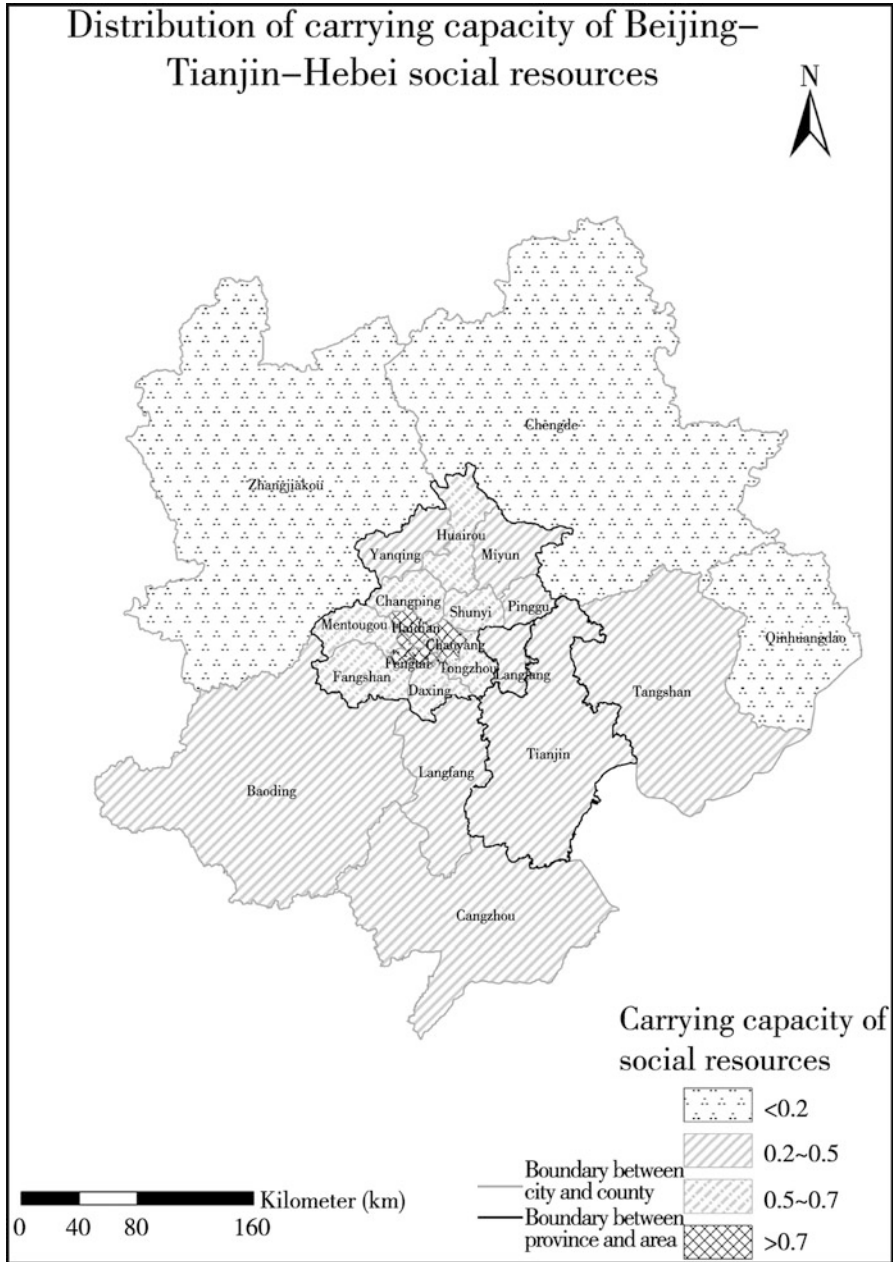 Distribution of carrying capacity of Beijing–
Tianjin–Hebei social resources
N
Chengde
Zhangjiakou
Huairou
Yanqing
Miyun
Changping
Shunyi
Pinggu
Mentougou
Haidian
Chaoyang
Qinhuangdao
Fengtai
Tongzhou
Fangshan
Langfang
Daxing
Tangshan
Tianjin
Langfang
Baoding
Cangzhou
Carrying capacity of
social resources
<0.2
0.2~0.5
0.5~0.7
>0.7
Boundary between
city and county
Boundary between
province and area
Kilometer (km)
0 40 80 160